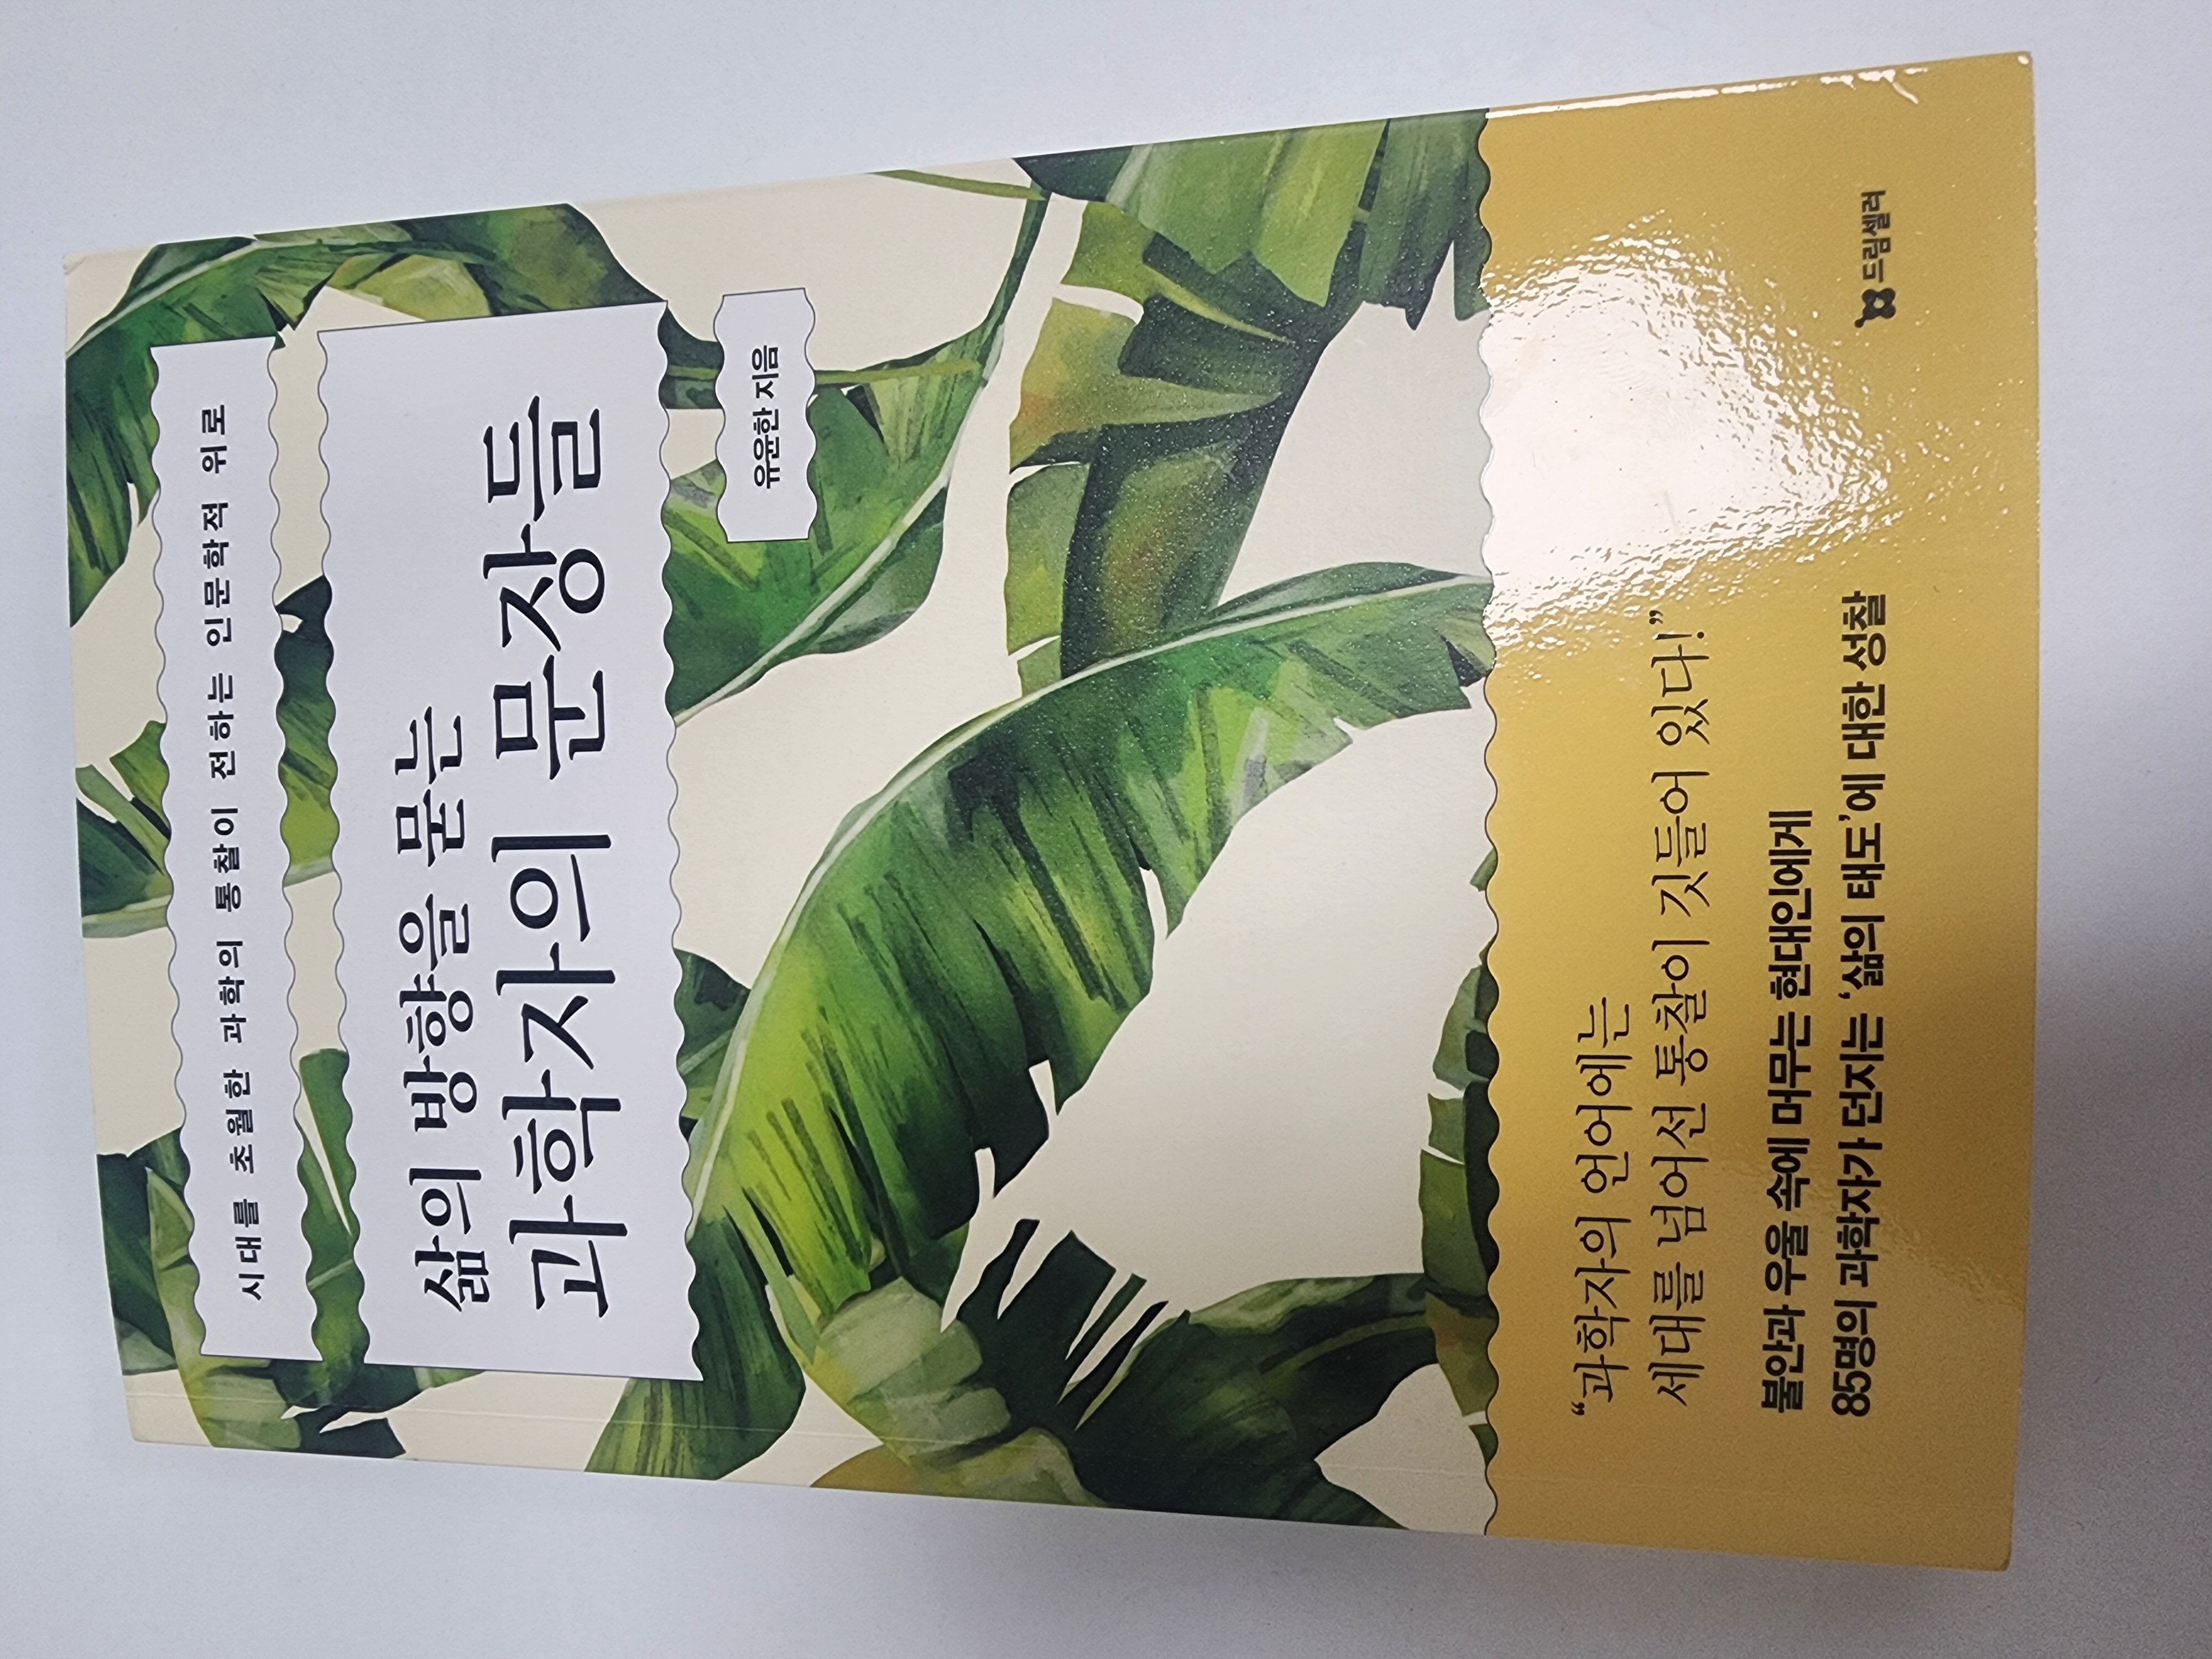 시대를 초월한 과학의 통찰이 전하는 인문학적 위로
삶의 방향을 묻는
과학자의 문장들
유윤한 지음
“과학자의 언어에는
세대를 넘어선 통찰이 깃들어 있다!”
불안과 우울 속에 머무는 현대인에게
85명의 과학자가 던지는 ‘삶의 태도’에 대한 성찰
드림셀러